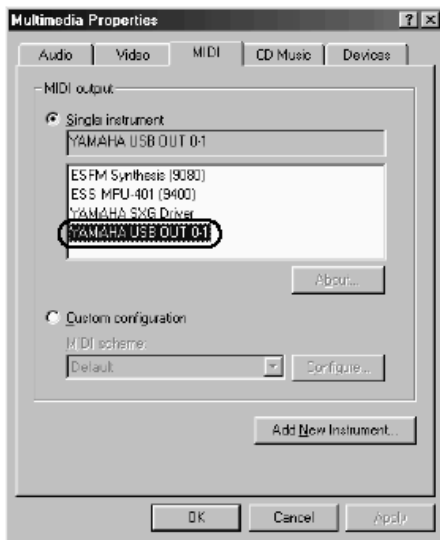 Multimedia Properties
Audio Video MIDI CD Music Devices
MIDI output
Single instrument
YAMAHA USB OUT 0-1
ESFM Synthesis (9080)
ESS MPU-401 (9400)
YAMAHA SXG Driver
YAMAHA USB OUT 0-1
About...
Custom configuration
MIDI scheme:
Default Configure...
Add New Instrument...
OK Cancel Apply